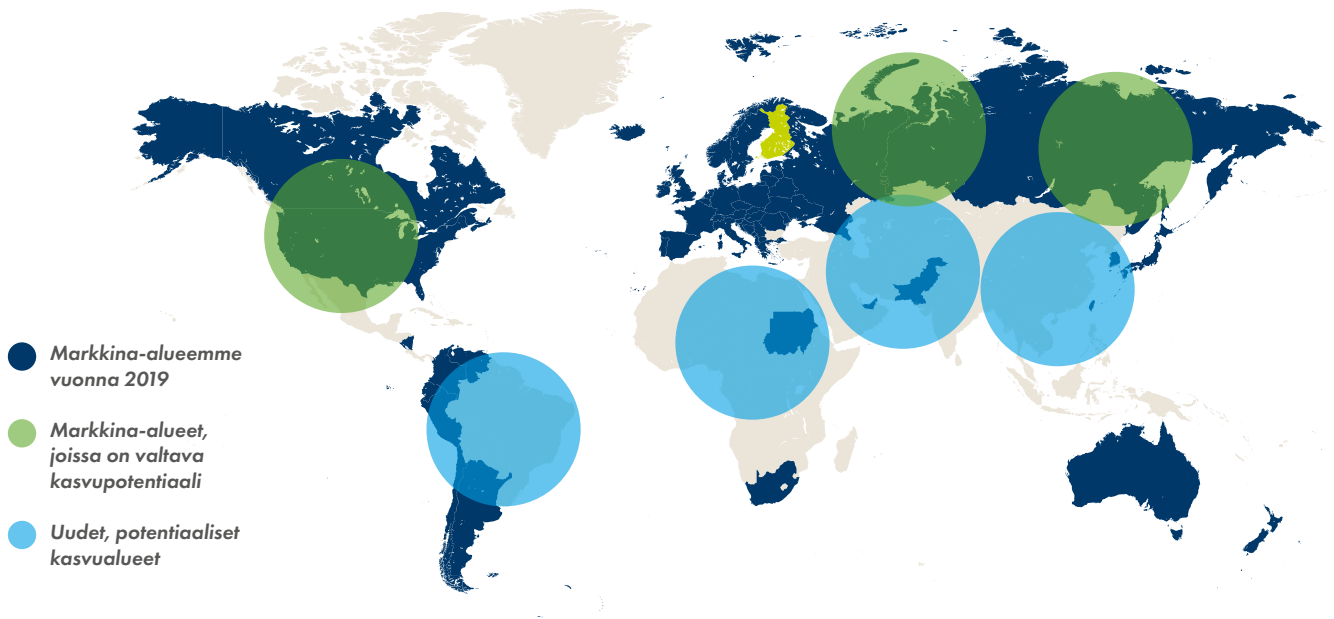 Markkina-alueemme
vuonna 2019
Markkina-alueet,
joissa on valtava
kasvupotentiaali
Uudet, potentiaaliset
kasvualueet